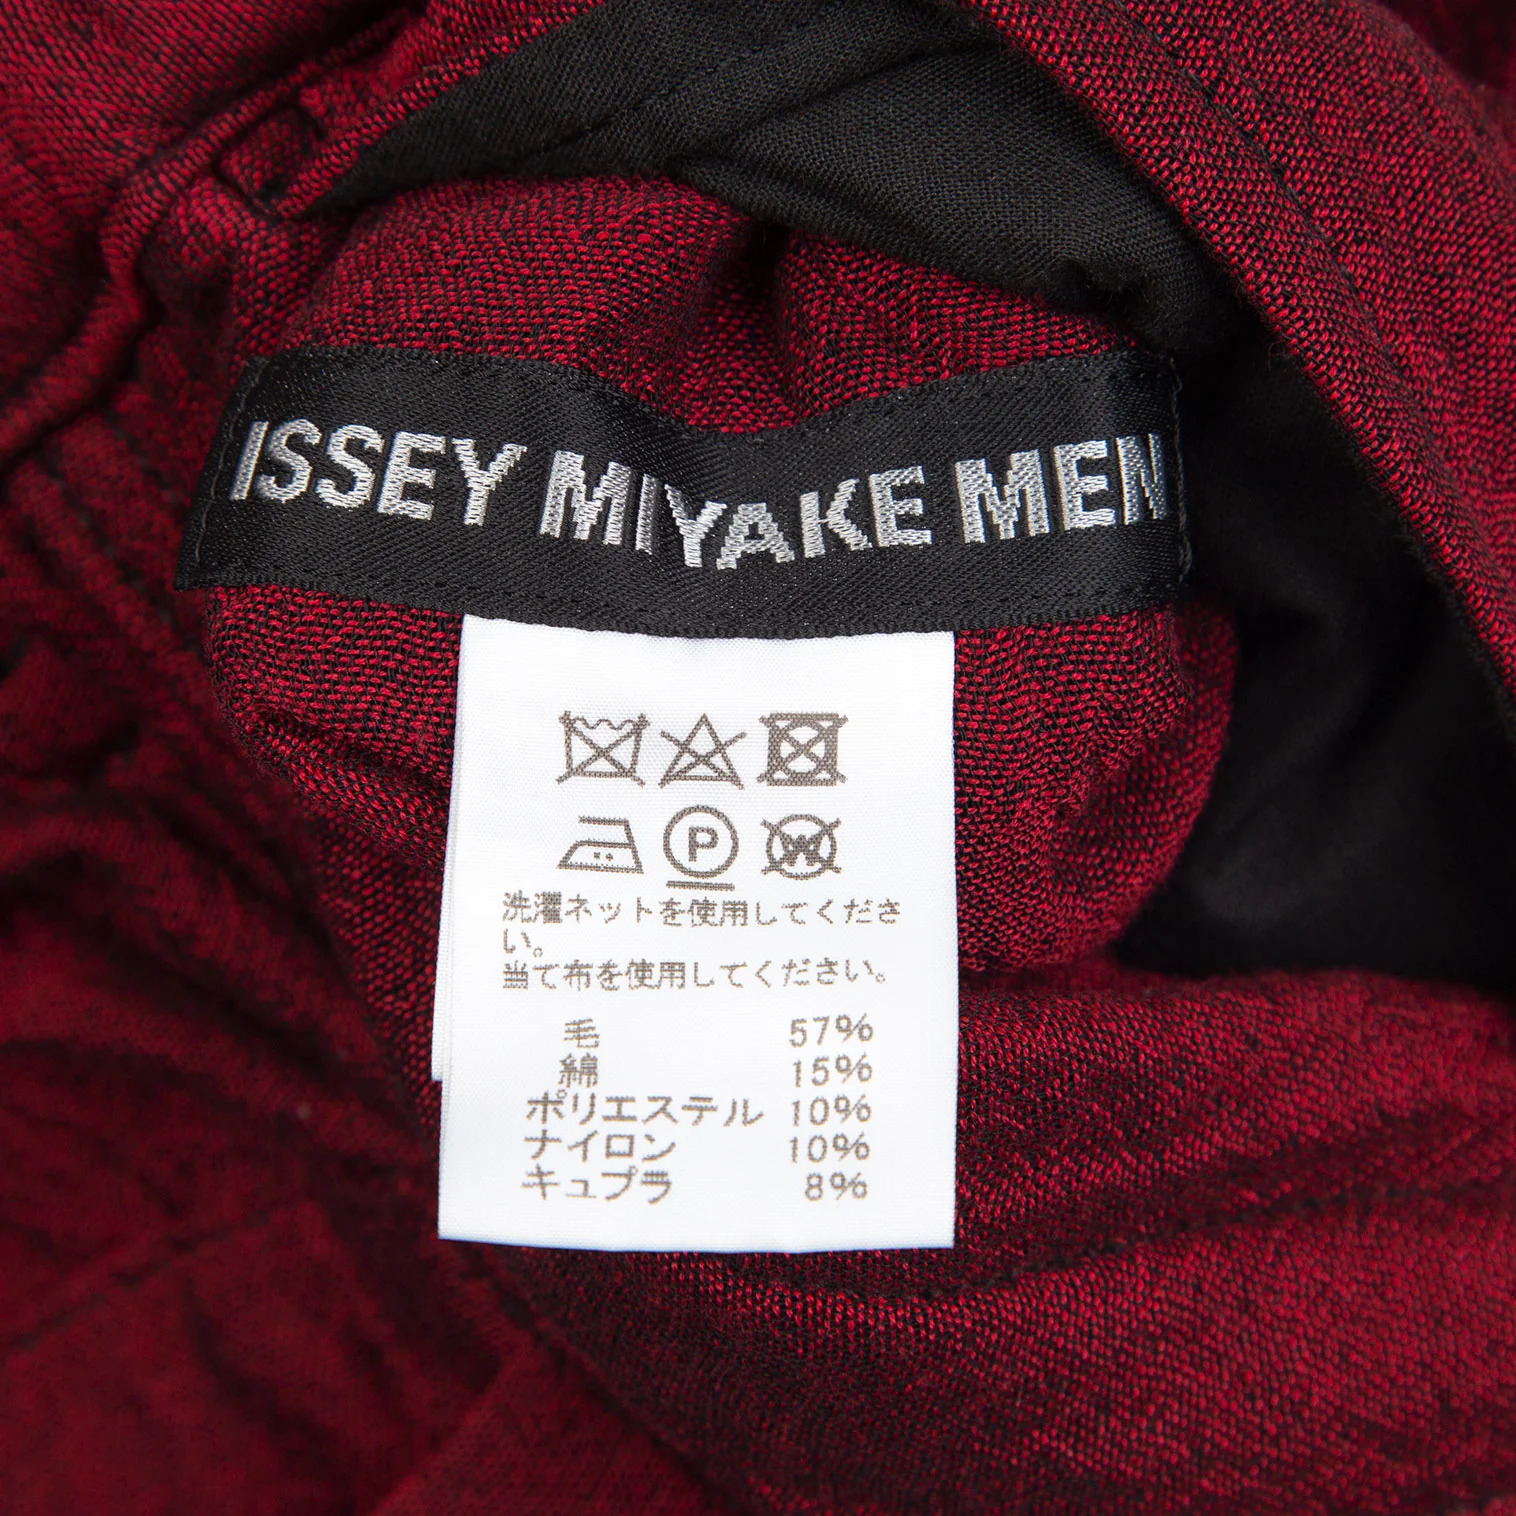 ISSEY MIYAKE MEN
P
W
洗濯ネットを使用してくださ
い。
当て布を使用してください。
毛 57%
綿 15%
ポリエステル 10%
ナイロン 10%
キュプラ 8%